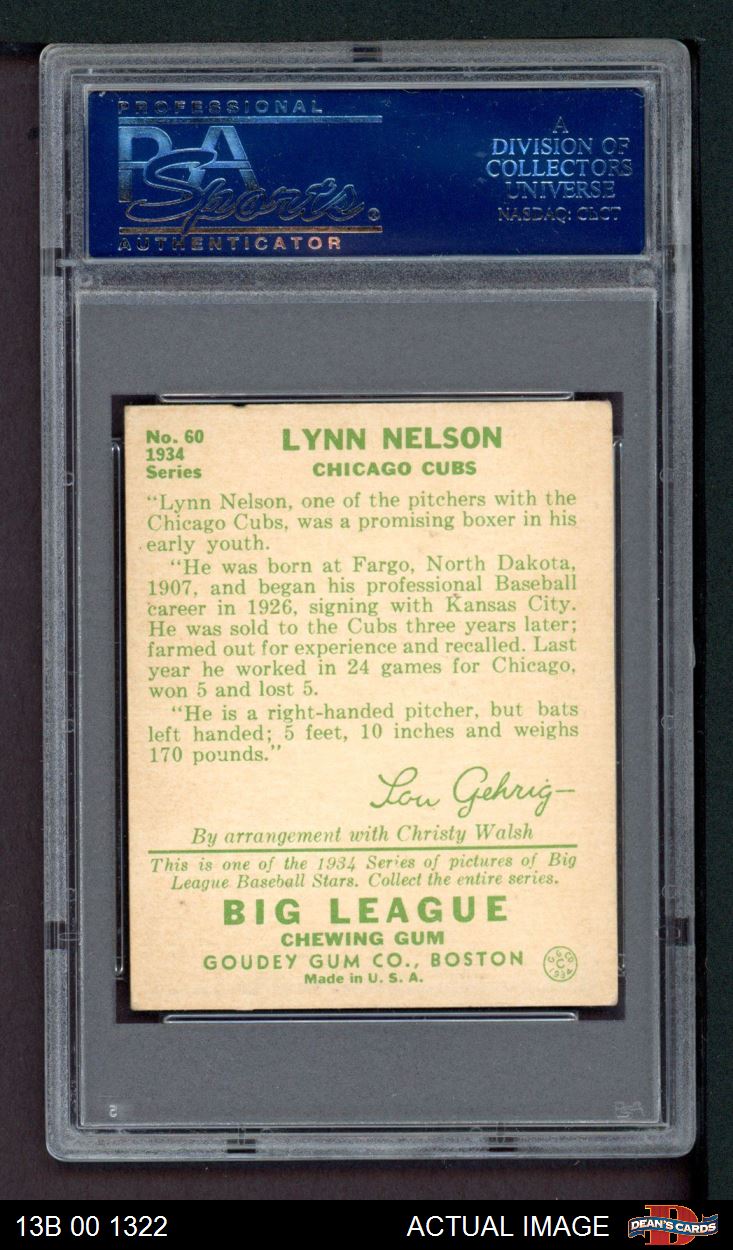 PROFESSIONAL
PSA
Sports
AUTHENTICATOR
A
DIVISION OF
COLLECTORS
UNIVERSE
NASDAQ: CLCT
No. 60
1934
Series
LYNN NELSON
CHICAGO CUBS
"Lynn Nelson, one of the pitchers with the
Chicago Cubs, was a promising boxer in his
early youth.
"He was born at Fargo, North Dakota,
1907, and began his professional Baseball
career in 1926, signing with Kansas City.
He was sold to the Cubs three years later;
farmed out for experience and recalled. Last
year he worked in 24 games for Chicago,
won 5 and lost 5.
"He is a right-handed pitcher, but bats
left handed; 5 feet, 10 inches and weighs
170 pounds."
Lou Gehrig
By arrangement with Christy Walsh
This is one of the 1934 Series of pictures of Big
League Baseball Stars. Collect the entire series.
BIG LEAGUE
CHEWING GUM
GOUDEY GUM CO., BOSTON
Made in U. S. A.
G. G. CO.
C
1934
13B 00 1322
ACTUAL IMAGE
D
DEAN'S CARDS